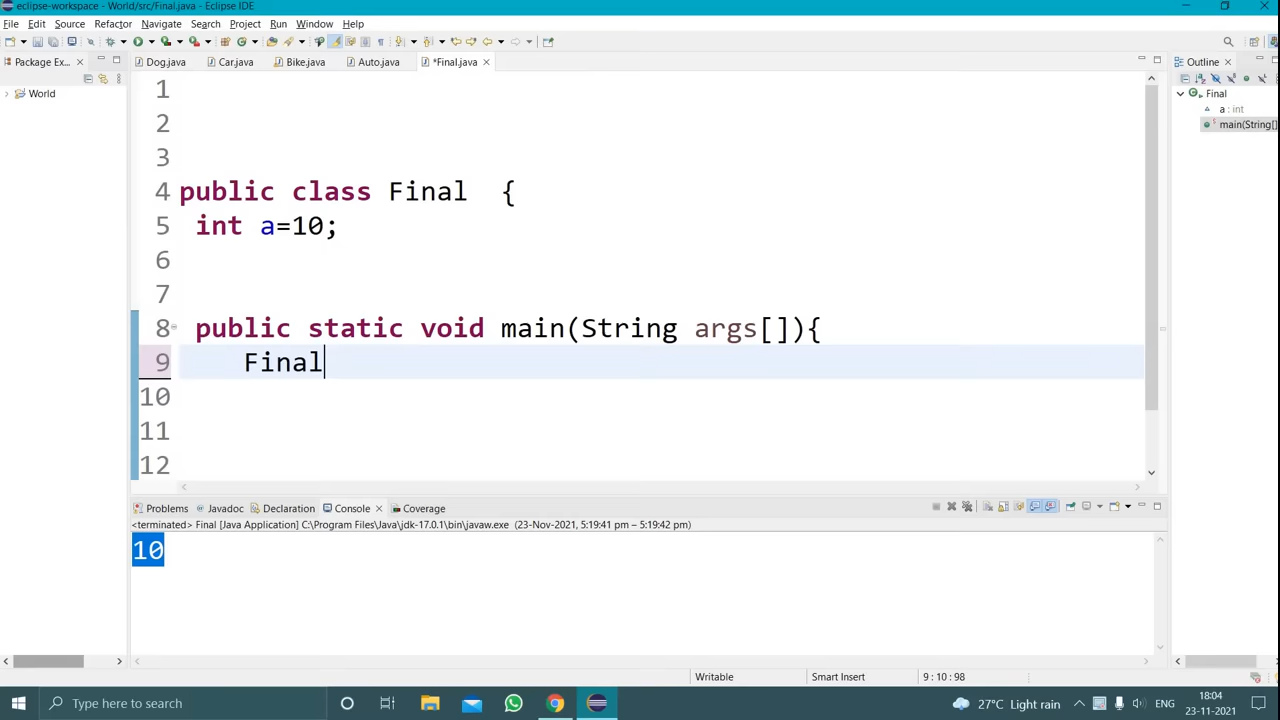 eclipse-workspace - World/src/Final.java - Eclipse IDE
File Edit Source Refactor Navigate Search Project Run Window Help
Package Ex... Dog.java Car.java Bike.java Auto.java *Final.java Outline
World
Final
a : int
main(String[]
1
2
3
4 public class Final {
5 int a=10;
6
7
8 public static void main(String args[]){
9 Final
10
11
12
Problems Javadoc Declaration Console Coverage
<terminated> Final [Java Application] C:\Program Files\Java\jdk-17.0.1\bin\javaw.exe (23-Nov-2021, 5:19:41 pm – 5:19:42 pm)
10
Writable Smart Insert 9 : 10 : 98
Type here to search 27°C Light rain ENG 18:04
23-11-2021